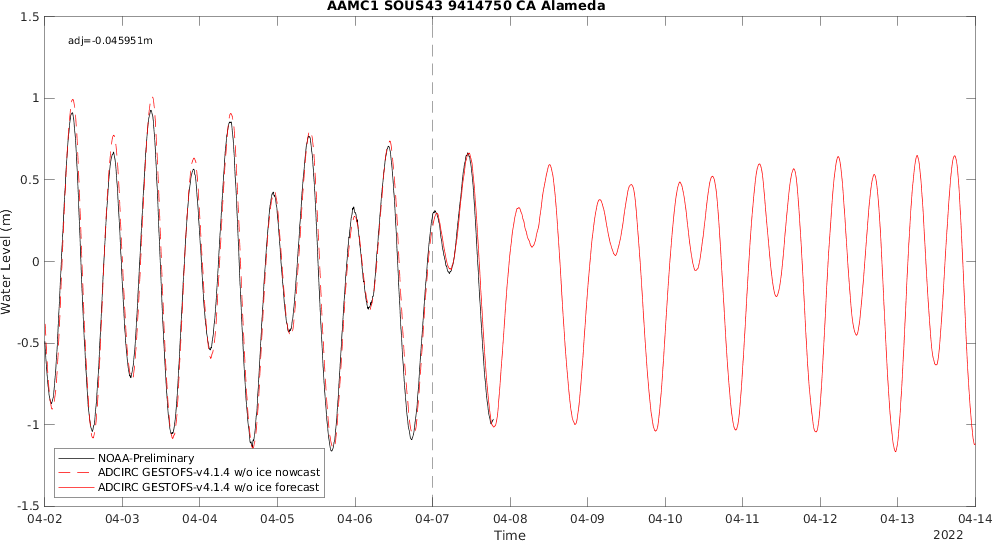 AAMC1 SOUS43 9414750 CA Alameda
adj=-0.045951m
1.5
1
0.5
0
-0.5
-1
-1.5
Water Level (m)
NOAA-Preliminary
ADCIRC GESTOFS-v4.1.4 w/o ice nowcast
ADCIRC GESTOFS-v4.1.4 w/o ice forecast
04-02 04-03 04-04 04-05 04-06 04-07 04-08 04-09 04-10 04-11 04-12 04-13 04-14
Time
2022